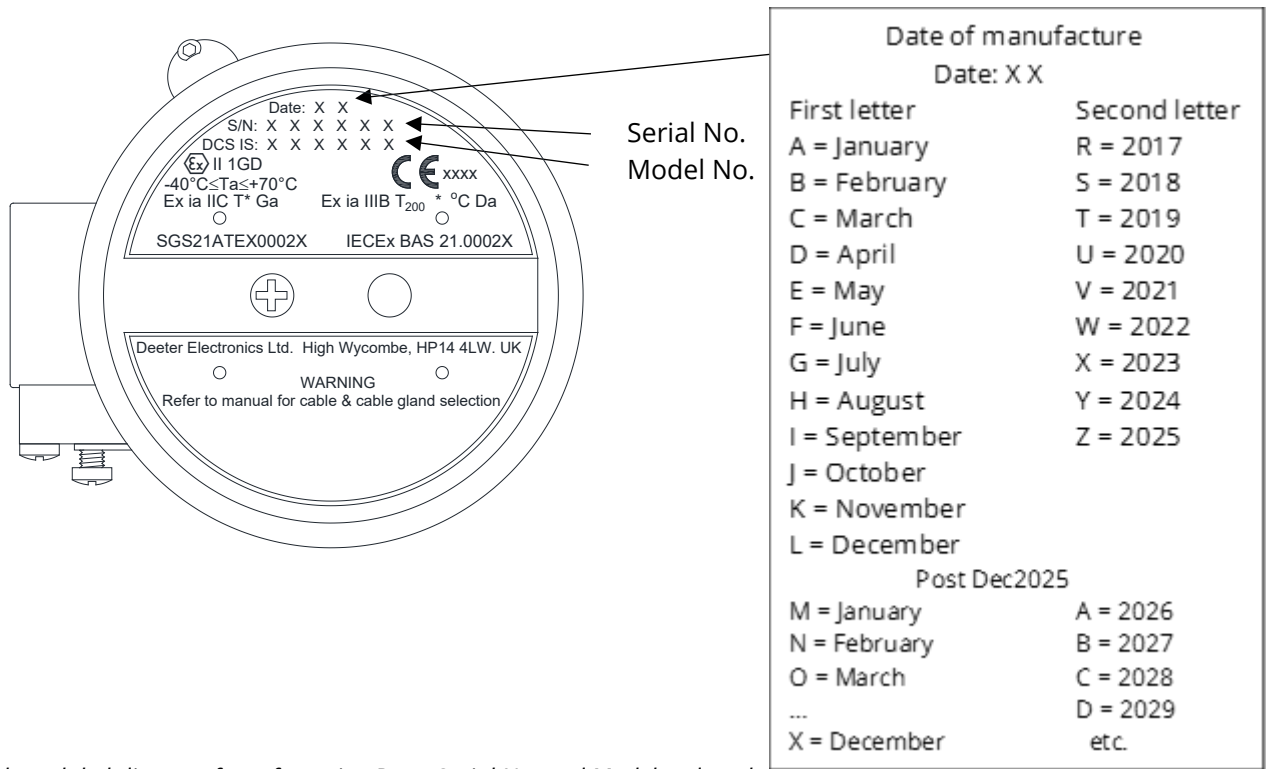 Date: X X
S/N: X X X X X X
DCS IS: X X X X X X
Ex II 1GD
CE xxxx
-40°C≤Ta≤+70°C
Ex ia IIC T* Ga Ex ia IIIB T200 * °C Da
SGS21ATEX0002X IECEx BAS 21.0002X
Deeter Electronics Ltd. High Wycombe, HP14 4LW. UK
WARNING
Refer to manual for cable & cable gland selection
Serial No.
Model No.
Date of manufacture
Date: X X
First letter Second letter
A = January R = 2017
B = February S = 2018
C = March T = 2019
D = April U = 2020
E = May V = 2021
F = June W = 2022
G = July X = 2023
H = August Y = 2024
I = September Z = 2025
J = October
K = November
L = December
Post Dec2025
M = January A = 2026
N = February B = 2027
O = March C = 2028
... D = 2029
X = December etc.